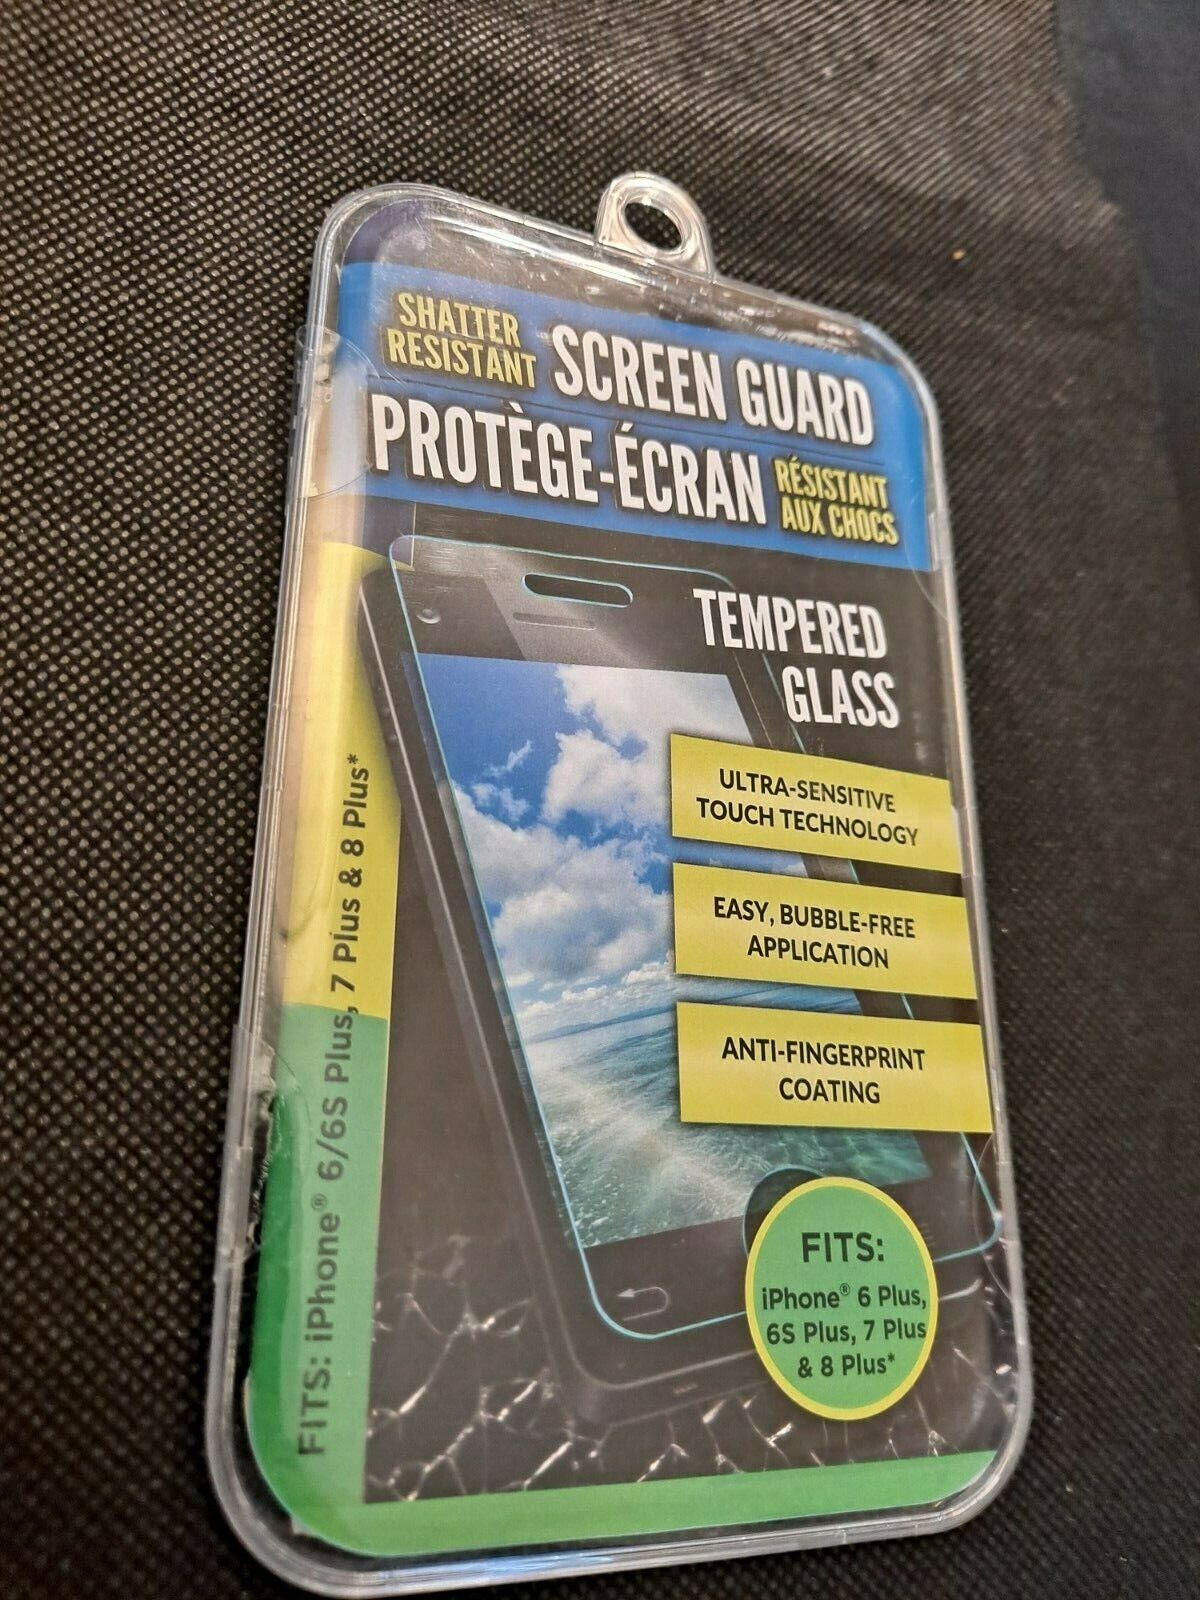 SHATTER
RESISTANT
SCREEN GUARD
PROTÈGE-ÉCRAN
RÉSISTANT
AUX CHOCS
TEMPERED
GLASS
ULTRA-SENSITIVE
TOUCH TECHNOLOGY
EASY, BUBBLE-FREE
APPLICATION
ANTI-FINGERPRINT
COATING
FITS:
iPhone® 6 Plus,
6S Plus, 7 Plus
& 8 Plus*
FITS: iPhone® 6/6S Plus, 7 Plus & 8 Plus*